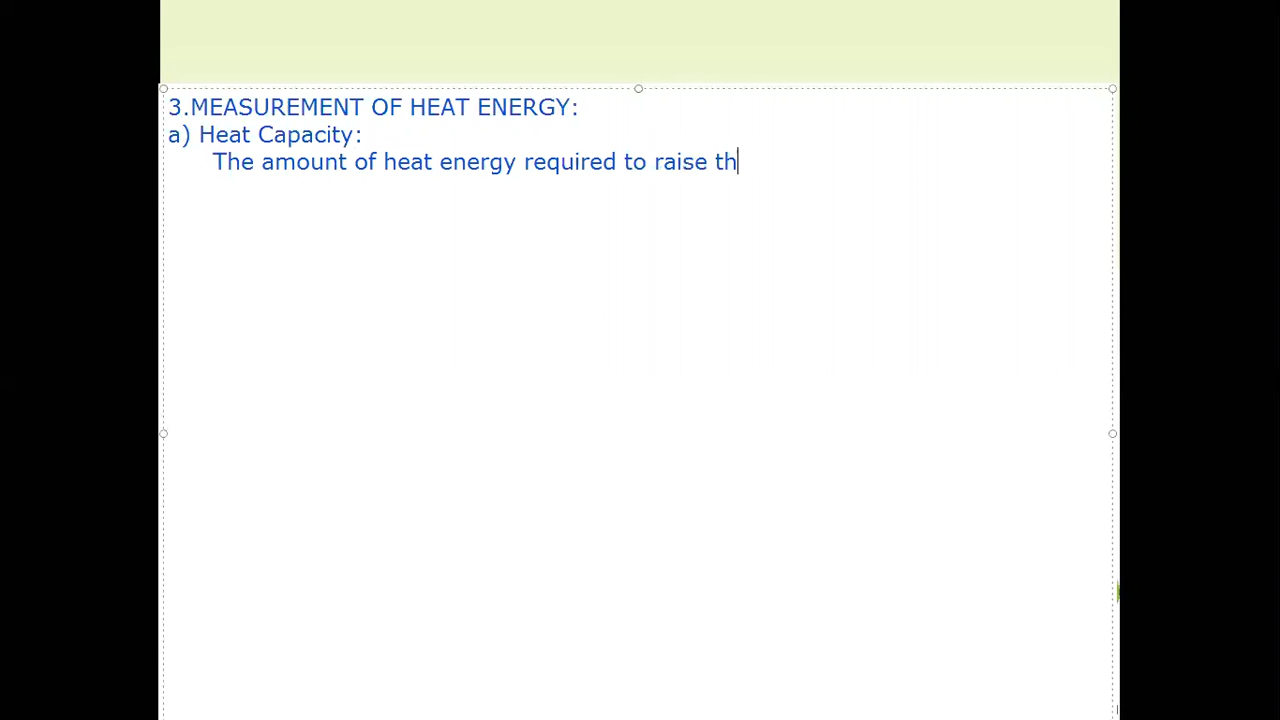 3.MEASUREMENT OF HEAT ENERGY:
a) Heat Capacity:
The amount of heat energy required to raise th